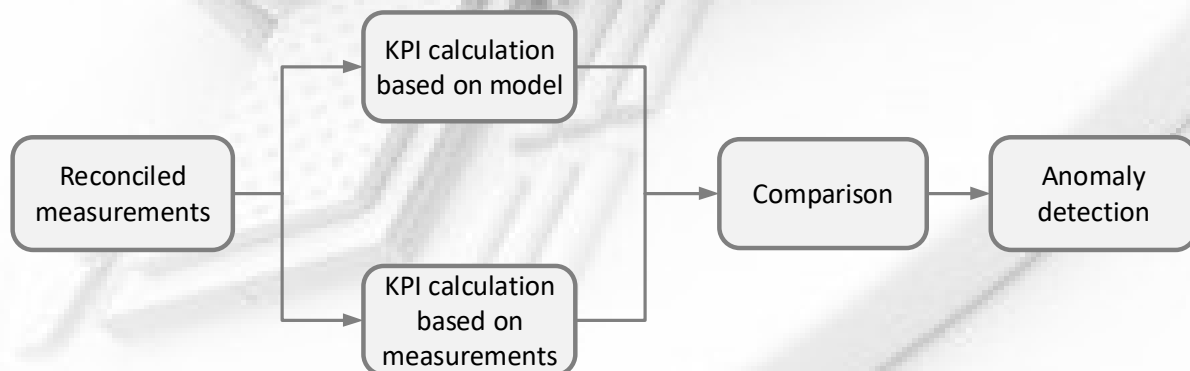 KPI calculation
based on model
Reconciled
measurements
Comparison
Anomaly
detection
KPI calculation
based on
measurements